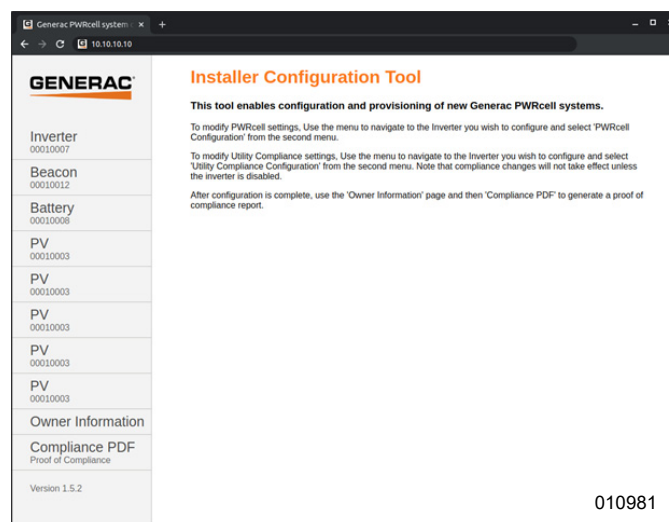 Generac PWRcell system
10.10.10.10
GENERAC
Inverter
00010007
Beacon
00010012
Battery
00010008
PV
00010003
PV
00010003
PV
00010003
PV
00010003
PV
00010003
Owner Information
Compliance PDF
Proof of Compliance
Version 1.5.2
Installer Configuration Tool
This tool enables configuration and provisioning of new Generac PWRcell systems.
To modify PWRcell settings, Use the menu to navigate to the Inverter you wish to configure and select 'PWRcell
Configuration' from the second menu.
To modify Utility Compliance settings, Use the menu to navigate to the Inverter you wish to configure and select
'Utility Compliance Configuration' from the second menu. Note that compliance changes will not take effect unless
the inverter is disabled.
After configuration is complete, use the 'Owner Information' page and then 'Compliance PDF' to generate a proof of
compliance report.
010981